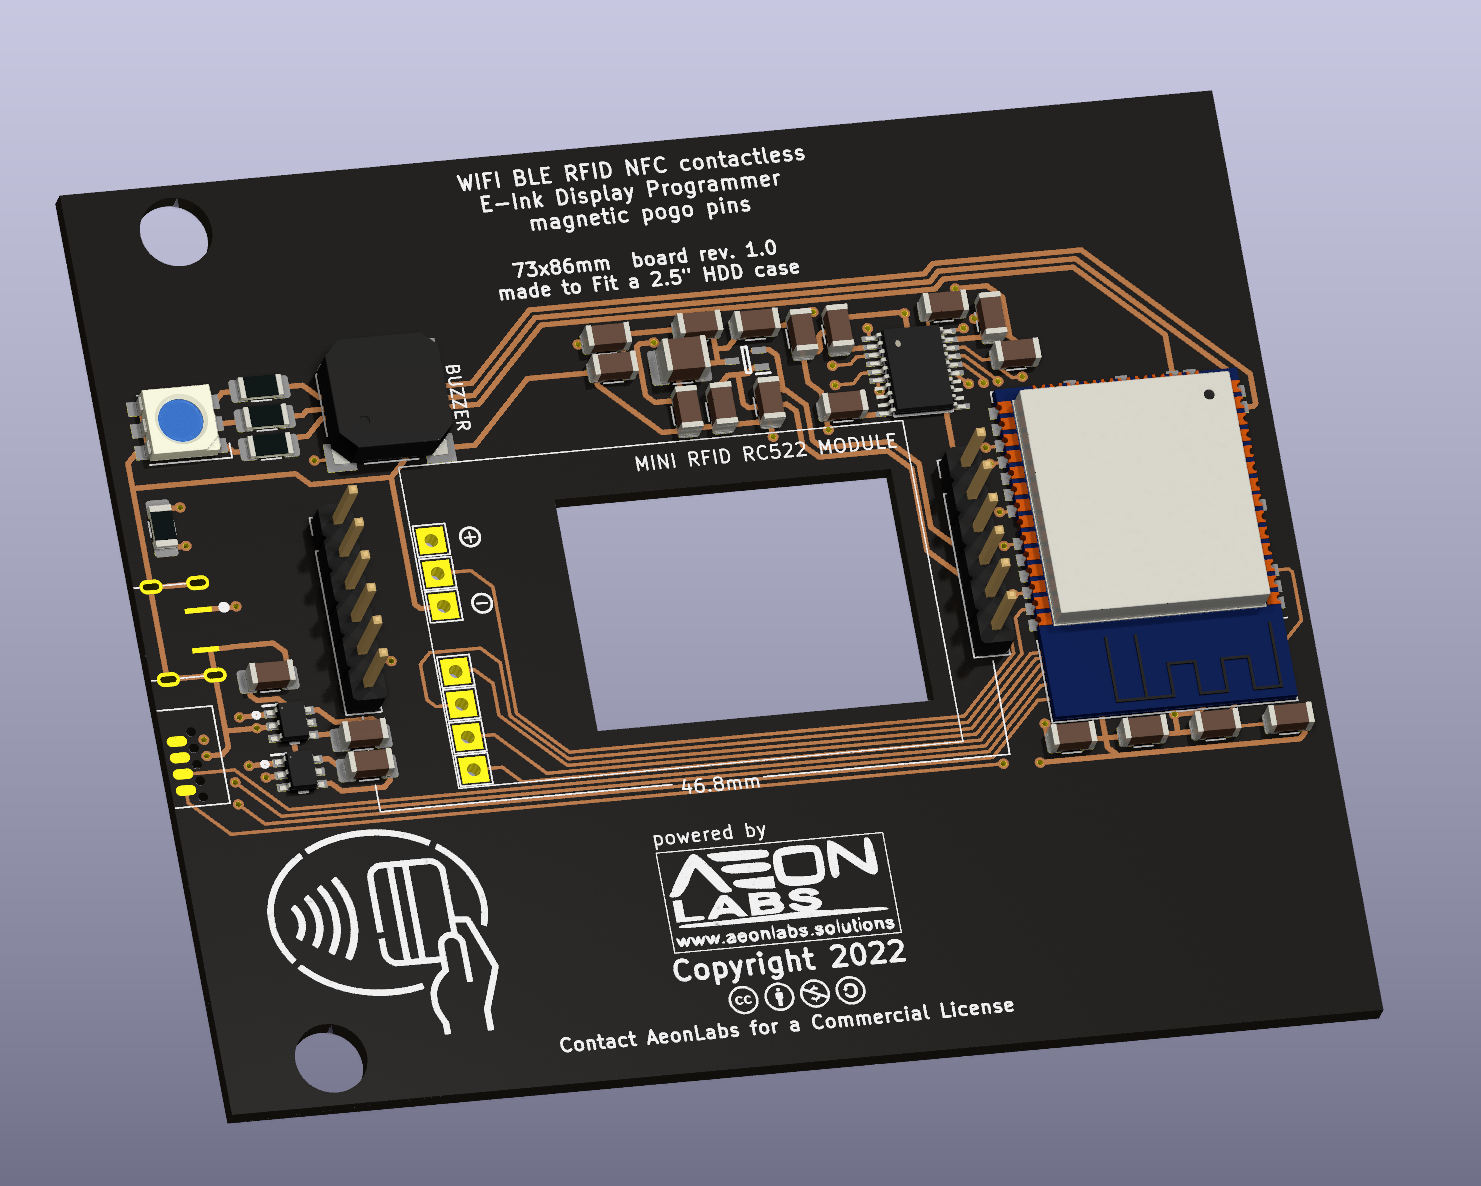 WIFI BLE RFID NFC contactless
E-Ink Display Programmer
magnetic pogo pins
73x86mm board rev. 1.0
made to Fit a 2.5" HDD case
BUZZER
MINI RFID RC522 MODULE
+
-
46.8mm
powered by
AEON
LABS
www.aeonlabs.solutions
Copyright 2022
cc
Contact AeonLabs for a Commercial License